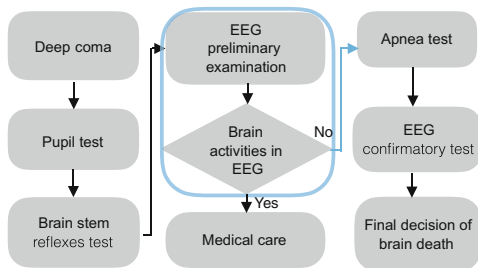 Deep coma
Pupil test
Brain stem
reflexes test
EEG
preliminary
examination
Brain
activities in
EEG
No
Yes
Medical care
Apnea test
EEG
confirmatory test
Final decision of
brain death